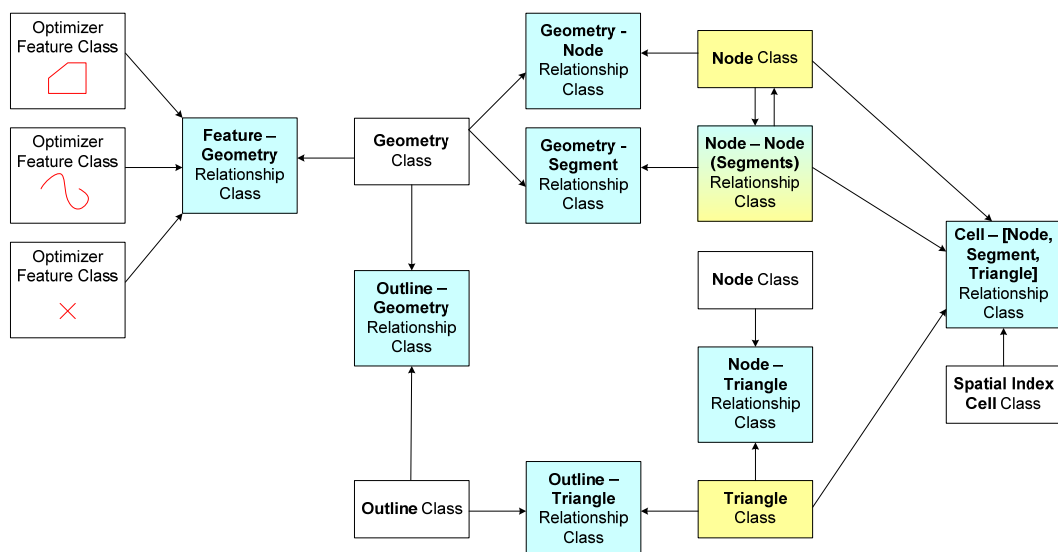 Optimizer
Feature Class
Optimizer
Feature Class
Optimizer
Feature Class
Feature –
Geometry
Relationship
Class
Geometry
Class
Geometry -
Node
Relationship
Class
Geometry -
Segment
Relationship
Class
Node Class
Node – Node
(Segments)
Relationship
Class
Cell – [Node,
Segment,
Triangle]
Relationship
Class
Spatial Index
Cell Class
Outline –
Geometry
Relationship
Class
Node Class
Node –
Triangle
Relationship
Class
Outline Class
Outline –
Triangle
Relationship
Class
Triangle
Class